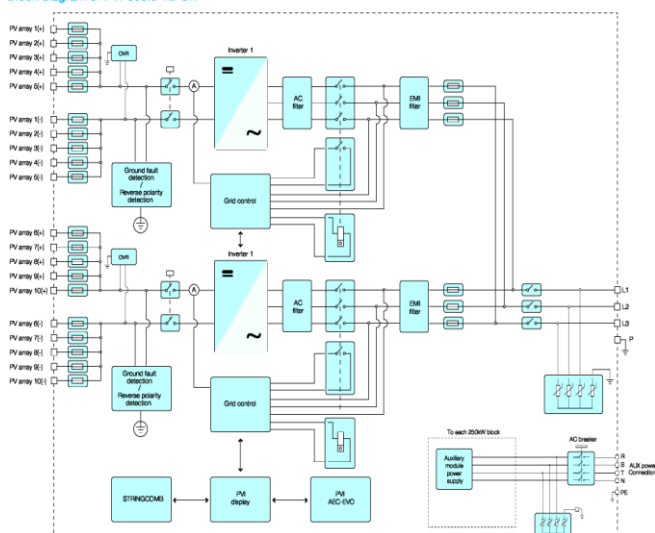 PV array 1(+)
PV array 2(+)
PV array 3(+)
PV array 4(+)
PV array 5(+)
OVR
Inverter 1
A
AC
filter
EMI
filter
PV array 1(-)
PV array 2(-)
PV array 3(-)
PV array 4(-)
PV array 5(-)
Ground fault
detection
/
Reverse polarity
detection
Grid control
PV array 6(+)
PV array 7(+)
PV array 8(+)
PV array 9(+)
PV array 10(+)
OVR
Inverter 1
A
AC
filter
EMI
filter
L1
L2
L3
P
PV array 6(-)
PV array 7(-)
PV array 8(-)
PV array 9(-)
PV array 10(-)
Ground fault
detection
/
Reverse polarity
detection
Grid control
To each 250kW block
AC breaker
Auxiliary
module
power
supply
R
S
T
N
PE
AUX power
Connection
STRINGCOMB
PVI
display
PVI
AEC-EVO